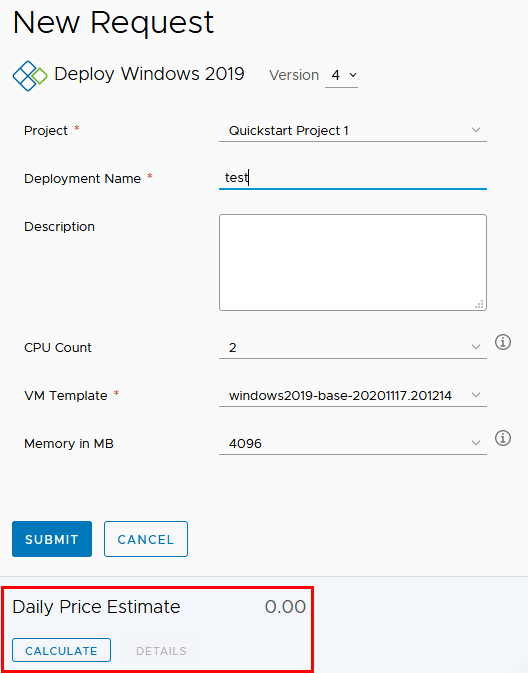 New Request
Deploy Windows 2019 Version 4
Project * Quickstart Project 1
Deployment Name * test
Description
CPU Count 2
VM Template * windows2019-base-20201117.201214
Memory in MB 4096
SUBMIT CANCEL
Daily Price Estimate 0.00
CALCULATE DETAILS